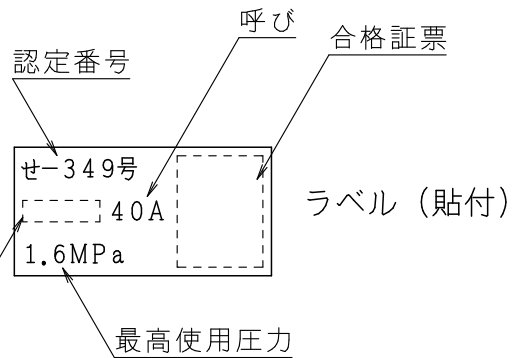 呼び
合格証票
認定番号
せ-349号
40A
ラベル（貼付）
1.6MPa
最高使用圧力